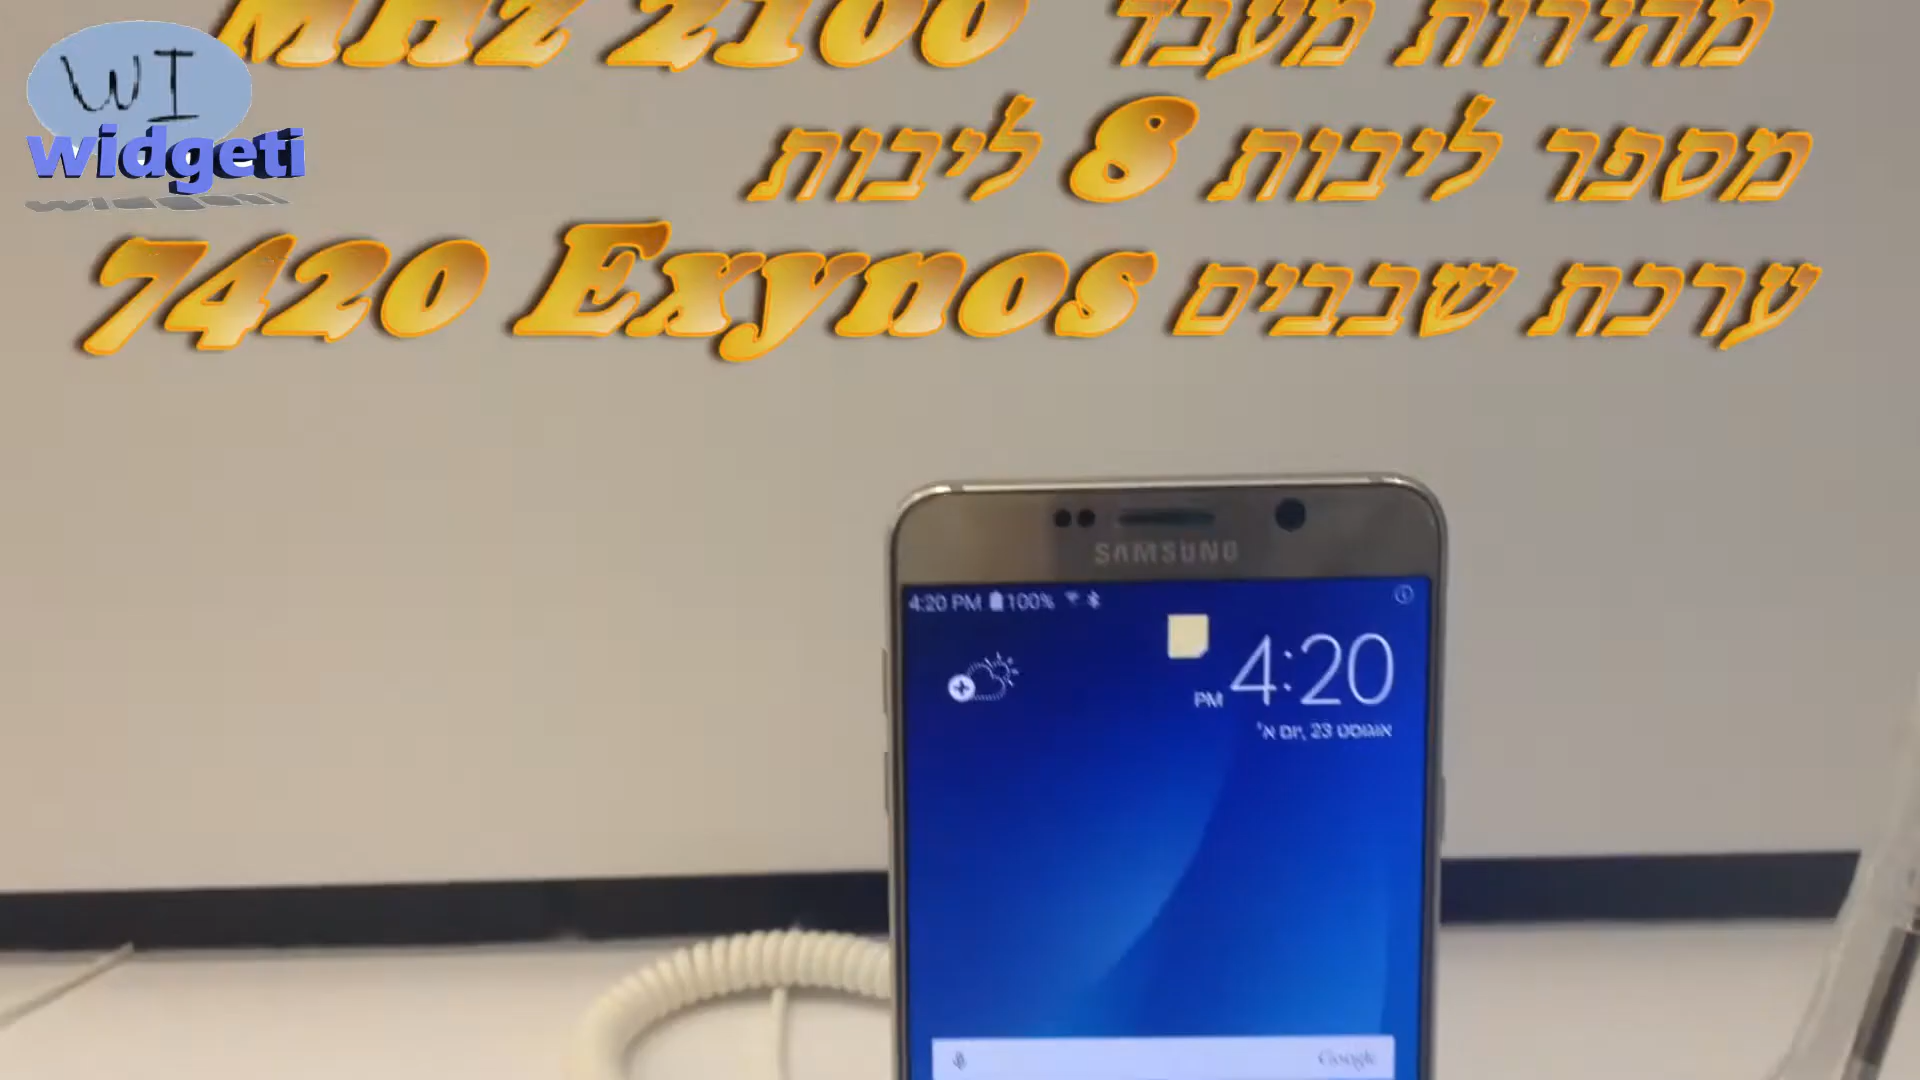 מהירות מעבד 2100 MHz
מספר ליבות 8 ליבות
ערכת שבבים Exynos 7420
WI
widgeti
SAMSUNG
4:20 PM 100%
4:20
PM
יום א', 23 אוגוסט
Google